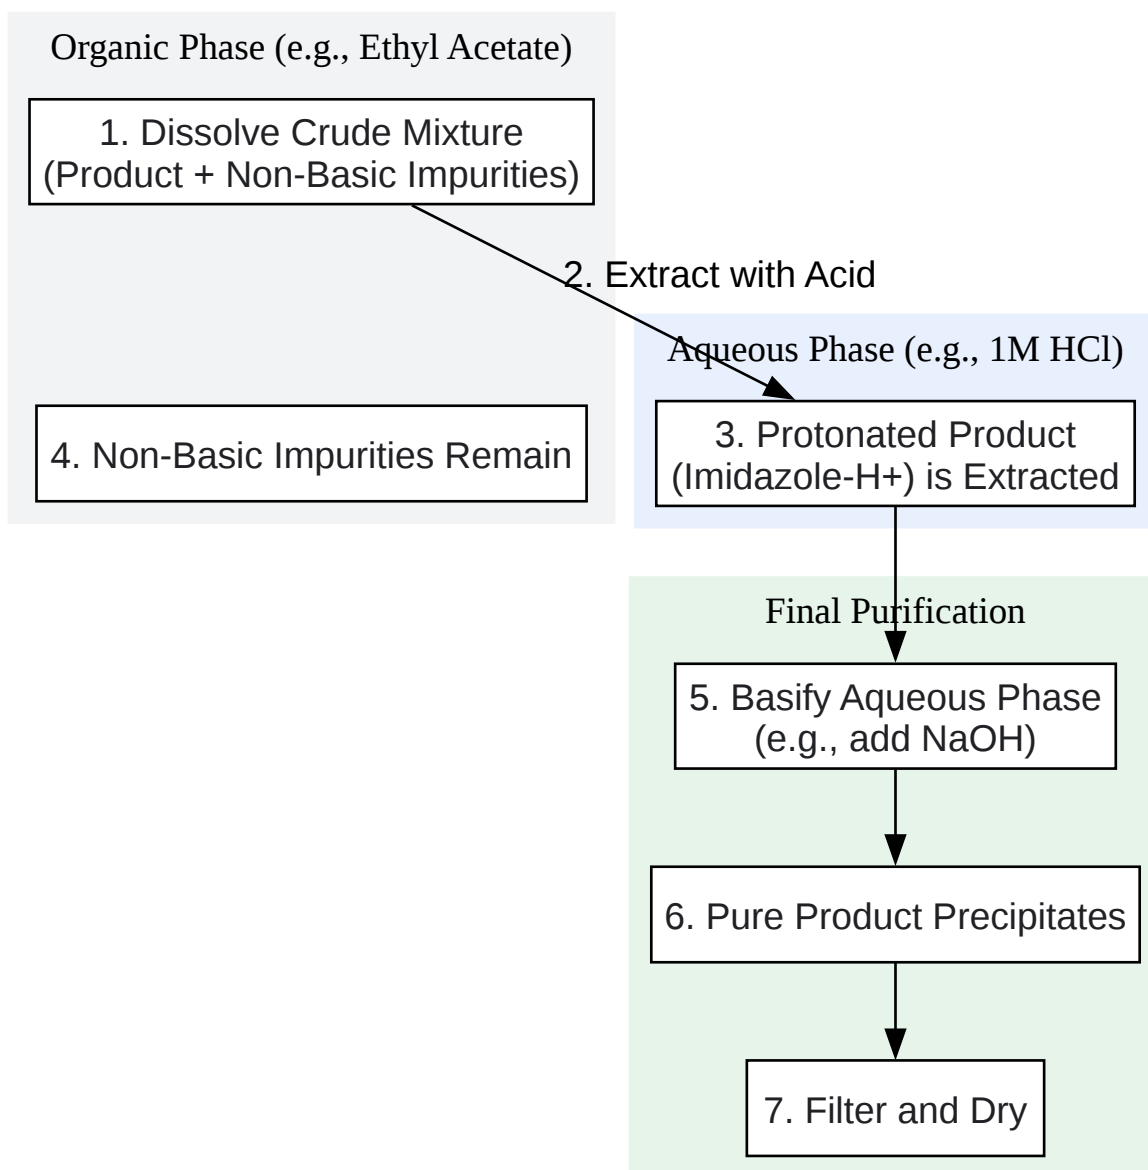 Organic Phase (e.g., Ethyl Acetate)
1. Dissolve Crude Mixture
(Product + Non-Basic Impurities)
2. Extract with Acid
Aqueous Phase (e.g., 1M HCl)
3. Protonated Product
(Imidazole-H+) is Extracted
4. Non-Basic Impurities Remain
Final Purification
5. Basify Aqueous Phase
(e.g., add NaOH)
6. Pure Product Precipitates
7. Filter and Dry